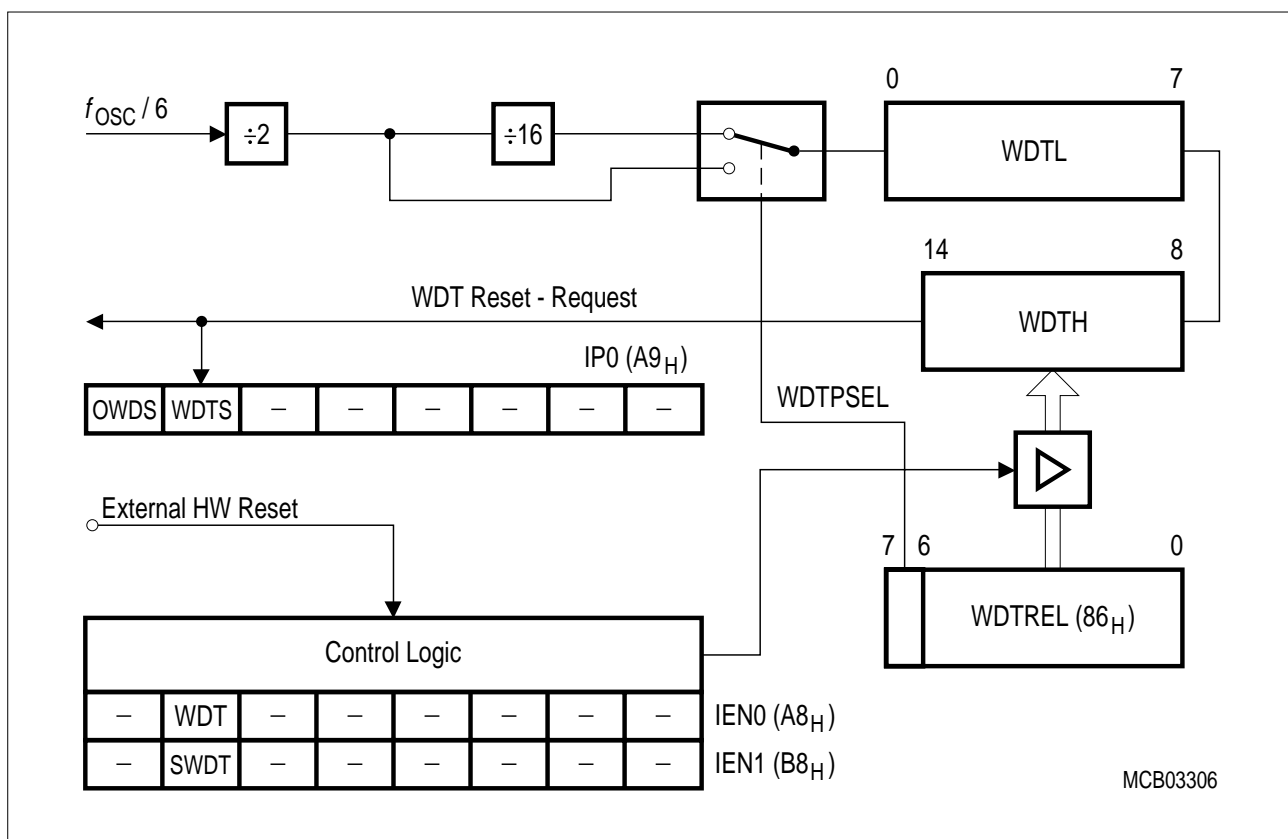 fOSC / 6
÷2
÷16
0 7
WDTL
14 8
WDT Reset - Request
WDTH
IP0 (A9H)
OWDS WDTS – – – – – –
WDTPSEL
External HW Reset
7 6 0
WDTREL (86H)
Control Logic
– WDT – – – – – – IEN0 (A8H)
– SWDT – – – – – – IEN1 (B8H)
MCB03306